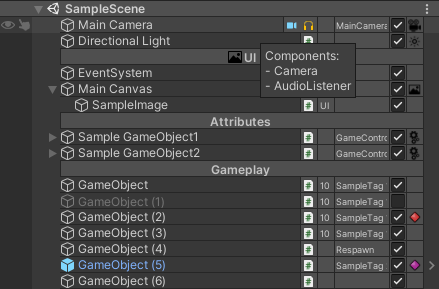 SampleScene
Main Camera # MainCamera
Directional Light #
UI
Components:
- Camera
- AudioListener
EventSystem #
Main Canvas #
SampleImage # UI
Attributes
Sample GameObject1 # GameContro
Sample GameObject2 # GameContro
Gameplay
GameObject # 10 SampleTag
GameObject (1) # 10 SampleTag
GameObject (2) # 10 SampleTag
GameObject (3) # 10 SampleTag
GameObject (4) # Respawn
GameObject (5) # SampleTag
GameObject (6) # 10